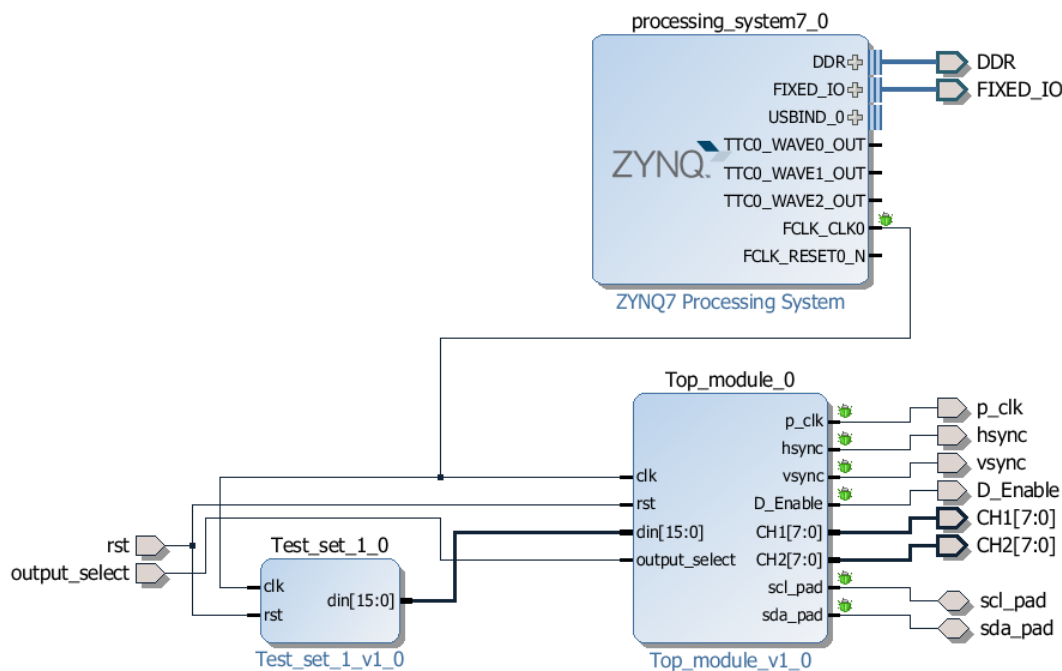 processing_system7_0
DDR
DDR
FIXED_IO
FIXED_IO
USBIND_0
TTC0_WAVE0_OUT
ZYNQ
TTC0_WAVE1_OUT
TTC0_WAVE2_OUT
FCLK_CLK0
FCLK_RESET0_N
ZYNQ7 Processing System
Top_module_0
p_clk
p_clk
hsync
hsync
clk
vsync
vsync
rst
D_Enable
D_Enable
din[15:0]
CH1[7:0]
CH1[7:0]
output_select
CH2[7:0]
CH2[7:0]
scl_pad
scl_pad
sda_pad
sda_pad
Top_module_v1_0
rst
output_select
Test_set_1_0
clk
din[15:0]
rst
Test_set_1_v1_0